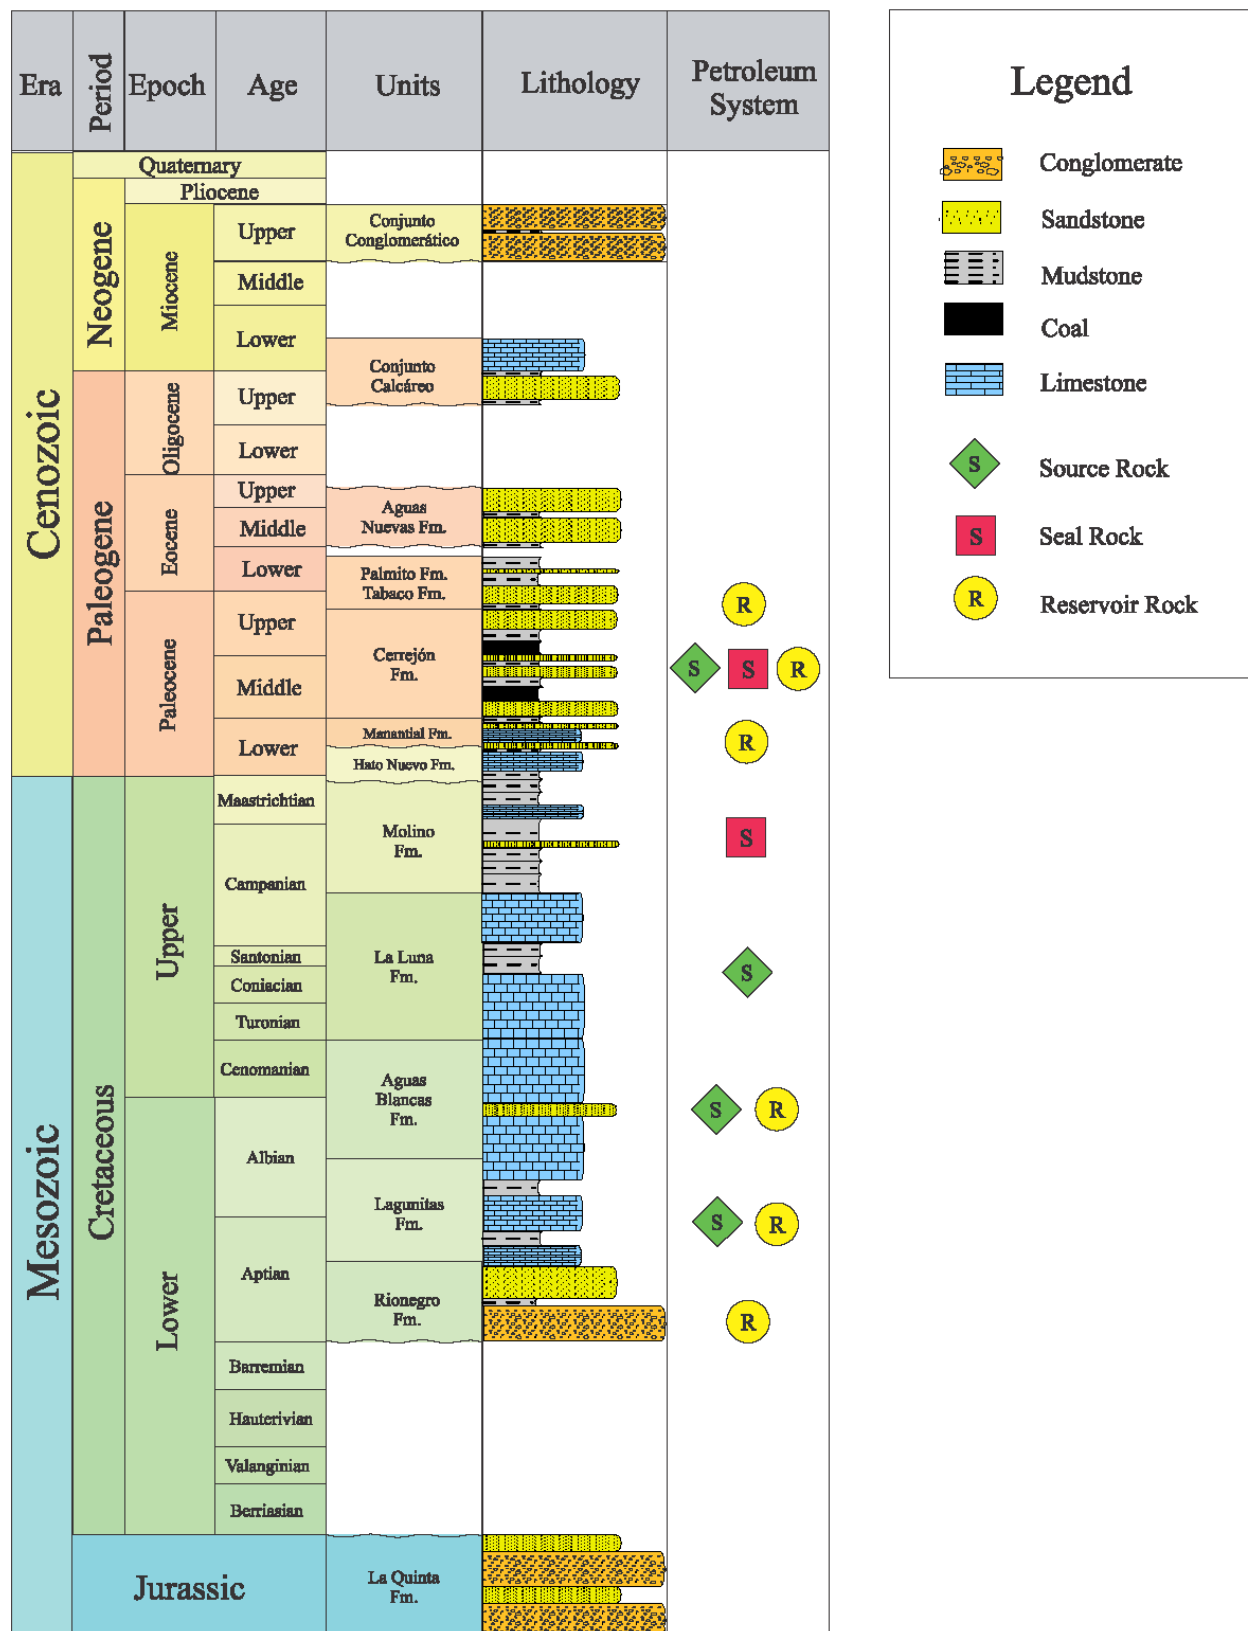 Era
Period
Epoch
Age
Units
Lithology
Petroleum
System
Cenozoic
Mesozoic
Neogene
Paleogene
Cretaceous
Quaternary
Pliocene
Miocene
Oligocene
Eocene
Paleocene
Upper
Lower
Jurassic
Upper
Middle
Lower
Upper
Lower
Upper
Middle
Lower
Upper
Middle
Lower
Maastrichtian
Campanian
Santonian
Coniacian
Turonian
Cenomanian
Albian
Aptian
Barremian
Hauterivian
Valanginian
Berriasian
Conjunto
Conglomerático
Conjunto
Calcáreo
Aguas
Nuevas Fm.
Palmito Fm.
Tabaco Fm.
Cerrejón
Fm.
Manantial Fm.
Hato Nuevo Fm.
Molino
Fm.
La Luna
Fm.
Aguas
Blancas
Fm.
Lagunitas
Fm.
Rionegro
Fm.
La Quinta
Fm.
R
S S R
R
S
S
S R
S R
R
Legend
Conglomerate
Sandstone
Mudstone
Coal
Limestone
S Source Rock
S Seal Rock
R Reservoir Rock